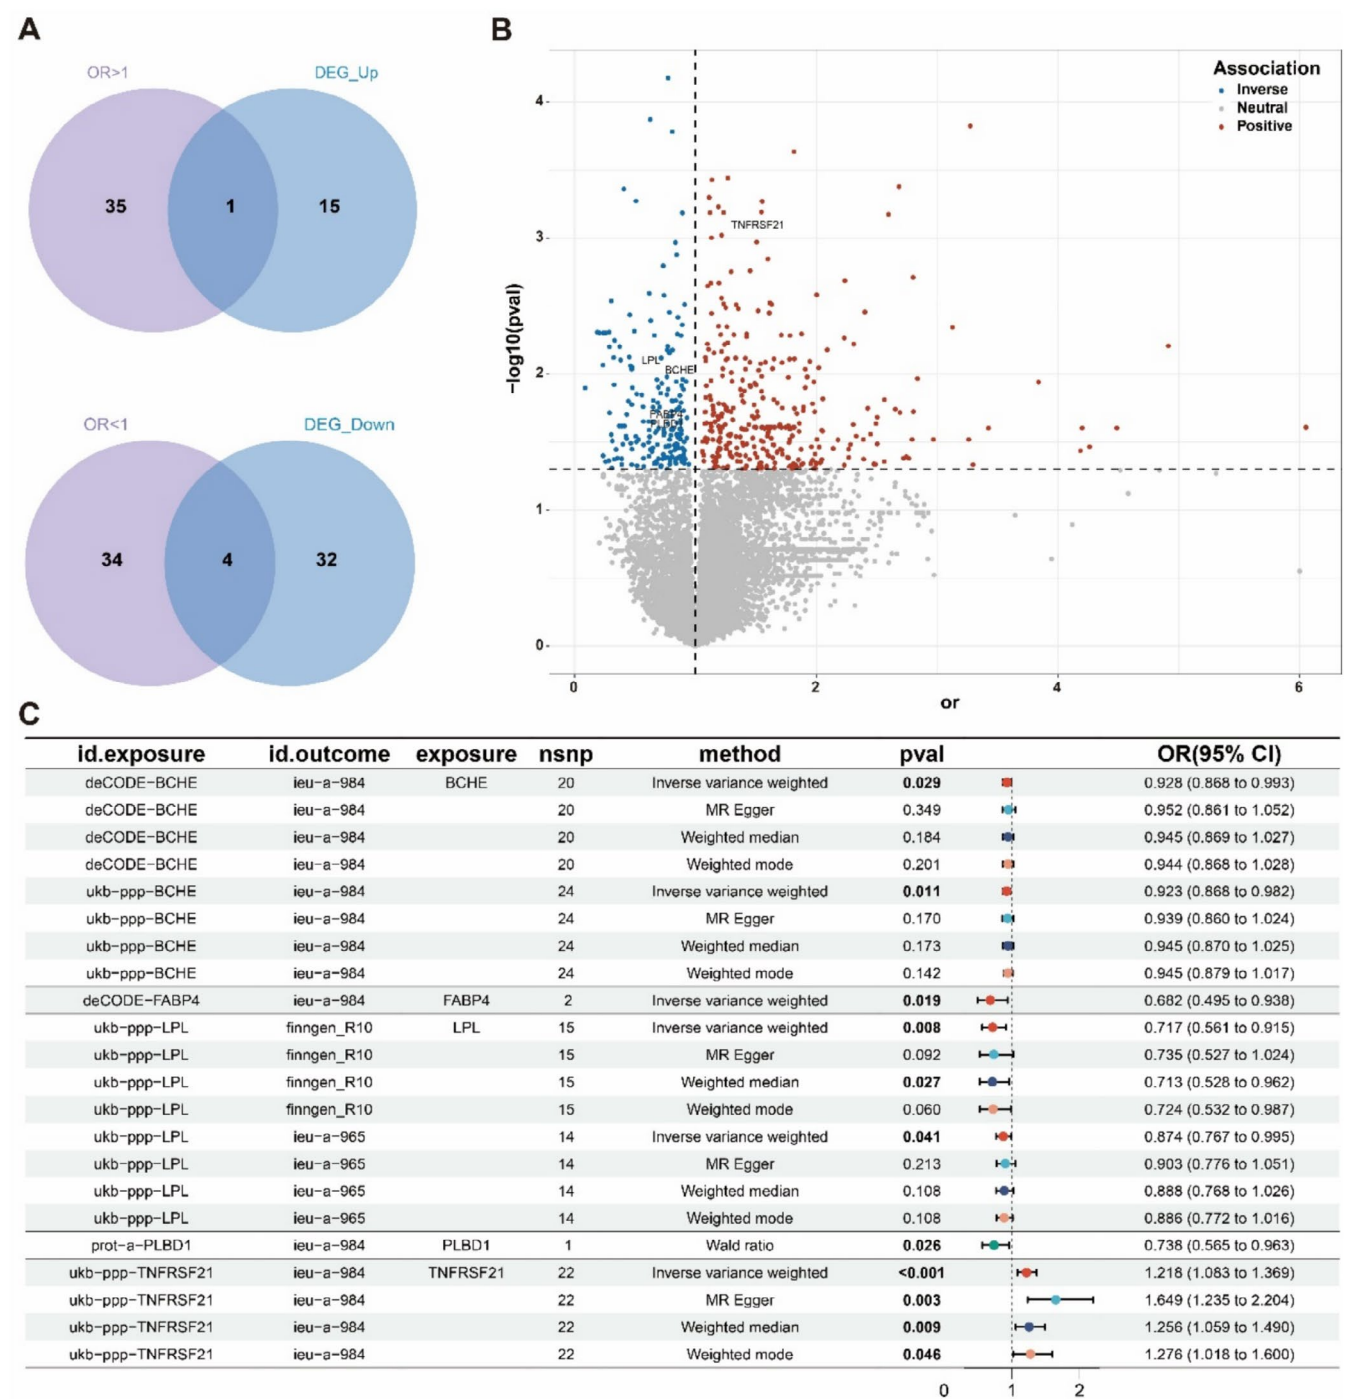 A
OR>1
DEG_Up
35
1
15
OR<1
DEG_Down
34
4
32
B
Association
Inverse
Neutral
Positive
TNFRSF21
LPL
BCHE
FABP4
PLBD1
−log10(pval)
4
3
2
1
0
0 2 4 6
or
C
id.exposure id.outcome exposure nsnp method pval OR(95% CI)
deCODE−BCHE ieu−a−984 BCHE 20 Inverse variance weighted 0.029 0.928 (0.868 to 0.993)
deCODE−BCHE ieu−a−984 20 MR Egger 0.349 0.952 (0.861 to 1.052)
deCODE−BCHE ieu−a−984 20 Weighted median 0.184 0.945 (0.869 to 1.027)
deCODE−BCHE ieu−a−984 20 Weighted mode 0.201 0.944 (0.868 to 1.028)
ukb−ppp−BCHE ieu−a−984 24 Inverse variance weighted 0.011 0.923 (0.868 to 0.982)
ukb−ppp−BCHE ieu−a−984 24 MR Egger 0.170 0.939 (0.860 to 1.024)
ukb−ppp−BCHE ieu−a−984 24 Weighted median 0.173 0.945 (0.870 to 1.025)
ukb−ppp−BCHE ieu−a−984 24 Weighted mode 0.142 0.945 (0.879 to 1.017)
deCODE−FABP4 ieu−a−984 FABP4 2 Inverse variance weighted 0.019 0.682 (0.495 to 0.938)
ukb−ppp−LPL finngen_R10 LPL 15 Inverse variance weighted 0.008 0.717 (0.561 to 0.915)
ukb−ppp−LPL finngen_R10 15 MR Egger 0.092 0.735 (0.527 to 1.024)
ukb−ppp−LPL finngen_R10 15 Weighted median 0.027 0.713 (0.528 to 0.962)
ukb−ppp−LPL finngen_R10 15 Weighted mode 0.060 0.724 (0.532 to 0.987)
ukb−ppp−LPL ieu−a−965 14 Inverse variance weighted 0.041 0.874 (0.767 to 0.995)
ukb−ppp−LPL ieu−a−965 14 MR Egger 0.213 0.903 (0.776 to 1.051)
ukb−ppp−LPL ieu−a−965 14 Weighted median 0.108 0.888 (0.768 to 1.026)
ukb−ppp−LPL ieu−a−965 14 Weighted mode 0.108 0.886 (0.772 to 1.016)
prot−a−PLBD1 ieu−a−984 PLBD1 1 Wald ratio 0.026 0.738 (0.565 to 0.963)
ukb−ppp−TNFRSF21 ieu−a−984 TNFRSF21 22 Inverse variance weighted <0.001 1.218 (1.083 to 1.369)
ukb−ppp−TNFRSF21 ieu−a−984 22 MR Egger 0.003 1.649 (1.235 to 2.204)
ukb−ppp−TNFRSF21 ieu−a−984 22 Weighted median 0.009 1.256 (1.059 to 1.490)
ukb−ppp−TNFRSF21 ieu−a−984 22 Weighted mode 0.046 1.276 (1.018 to 1.600)
0 1 2